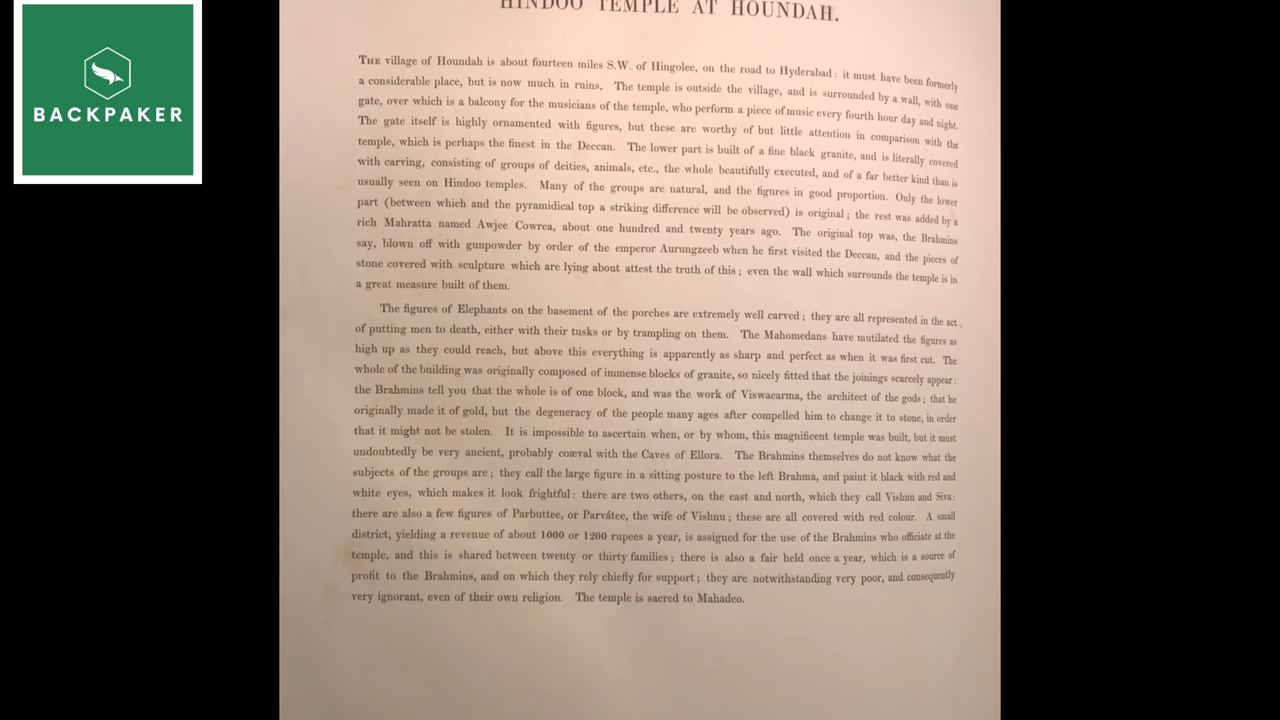 BACKPAKER
HINDOO TEMPLE AT HOUNDAH.
THE village of Houndah is about fourteen miles S.W. of Hingolee, on the road to Hyderabad: it must have been formerly
a considerable place, but is now much in ruins. The temple is outside the village, and is surrounded by a wall, with one
gate, over which is a balcony for the musicians of the temple, who perform a piece of music every fourth hour day and night.
The gate itself is highly ornamented with figures, but these are worthy of but little attention in comparison with the
temple, which is perhaps the finest in the Deccan. The lower part is built of a fine black granite, and is literally covered
with carving, consisting of groups of deities, animals, etc., the whole beautifully executed, and of a far better kind than is
usually seen on Hindoo temples. Many of the groups are natural, and the figures in good proportion. Only the lower
part (between which and the pyramidical top a striking difference will be observed) is original; the rest was added by a
rich Mahratta named Awjee Cowrea, about one hundred and twenty years ago. The original top was, the Brahmins
say, blown off with gunpowder by order of the emperor Aurungzeeb when he first visited the Deccan, and the pieces of
stone covered with sculpture which are lying about attest the truth of this; even the wall which surrounds the temple is in
a great measure built of them.
The figures of Elephants on the basement of the porches are extremely well carved; they are all represented in the act
of putting men to death, either with their tusks or by trampling on them. The Mahomedans have mutilated the figures as
high up as they could reach, but above this everything is apparently as sharp and perfect as when it was first cut. The
whole of the building was originally composed of immense blocks of granite, so nicely fitted that the joinings scarcely appear:
the Brahmins tell you that the whole is of one block, and was the work of Viswacarma, the architect of the gods; that he
originally made it of gold, but the degeneracy of the people many ages after compelled him to change it to stone, in order
that it might not be stolen. It is impossible to ascertain when, or by whom, this magnificent temple was built, but it must
undoubtedly be very ancient, probably coæval with the Caves of Ellora. The Brahmins themselves do not know what the
subjects of the groups are; they call the large figure in a sitting posture to the left Brahma, and paint it black with red and
white eyes, which makes it look frightful: there are two others, on the east and north, which they call Vishnu and Siva:
there are also a few figures of Parbuttee, or Parvátee, the wife of Vishnu; these are all covered with red colour. A small
district, yielding a revenue of about 1000 or 1200 rupees a year, is assigned for the use of the Brahmins who officiate at the
temple, and this is shared between twenty or thirty families; there is also a fair held once a year, which is a source of
profit to the Brahmins, and on which they rely chiefly for support; they are notwithstanding very poor, and consequently
very ignorant, even of their own religion. The temple is sacred to Mahadeo.